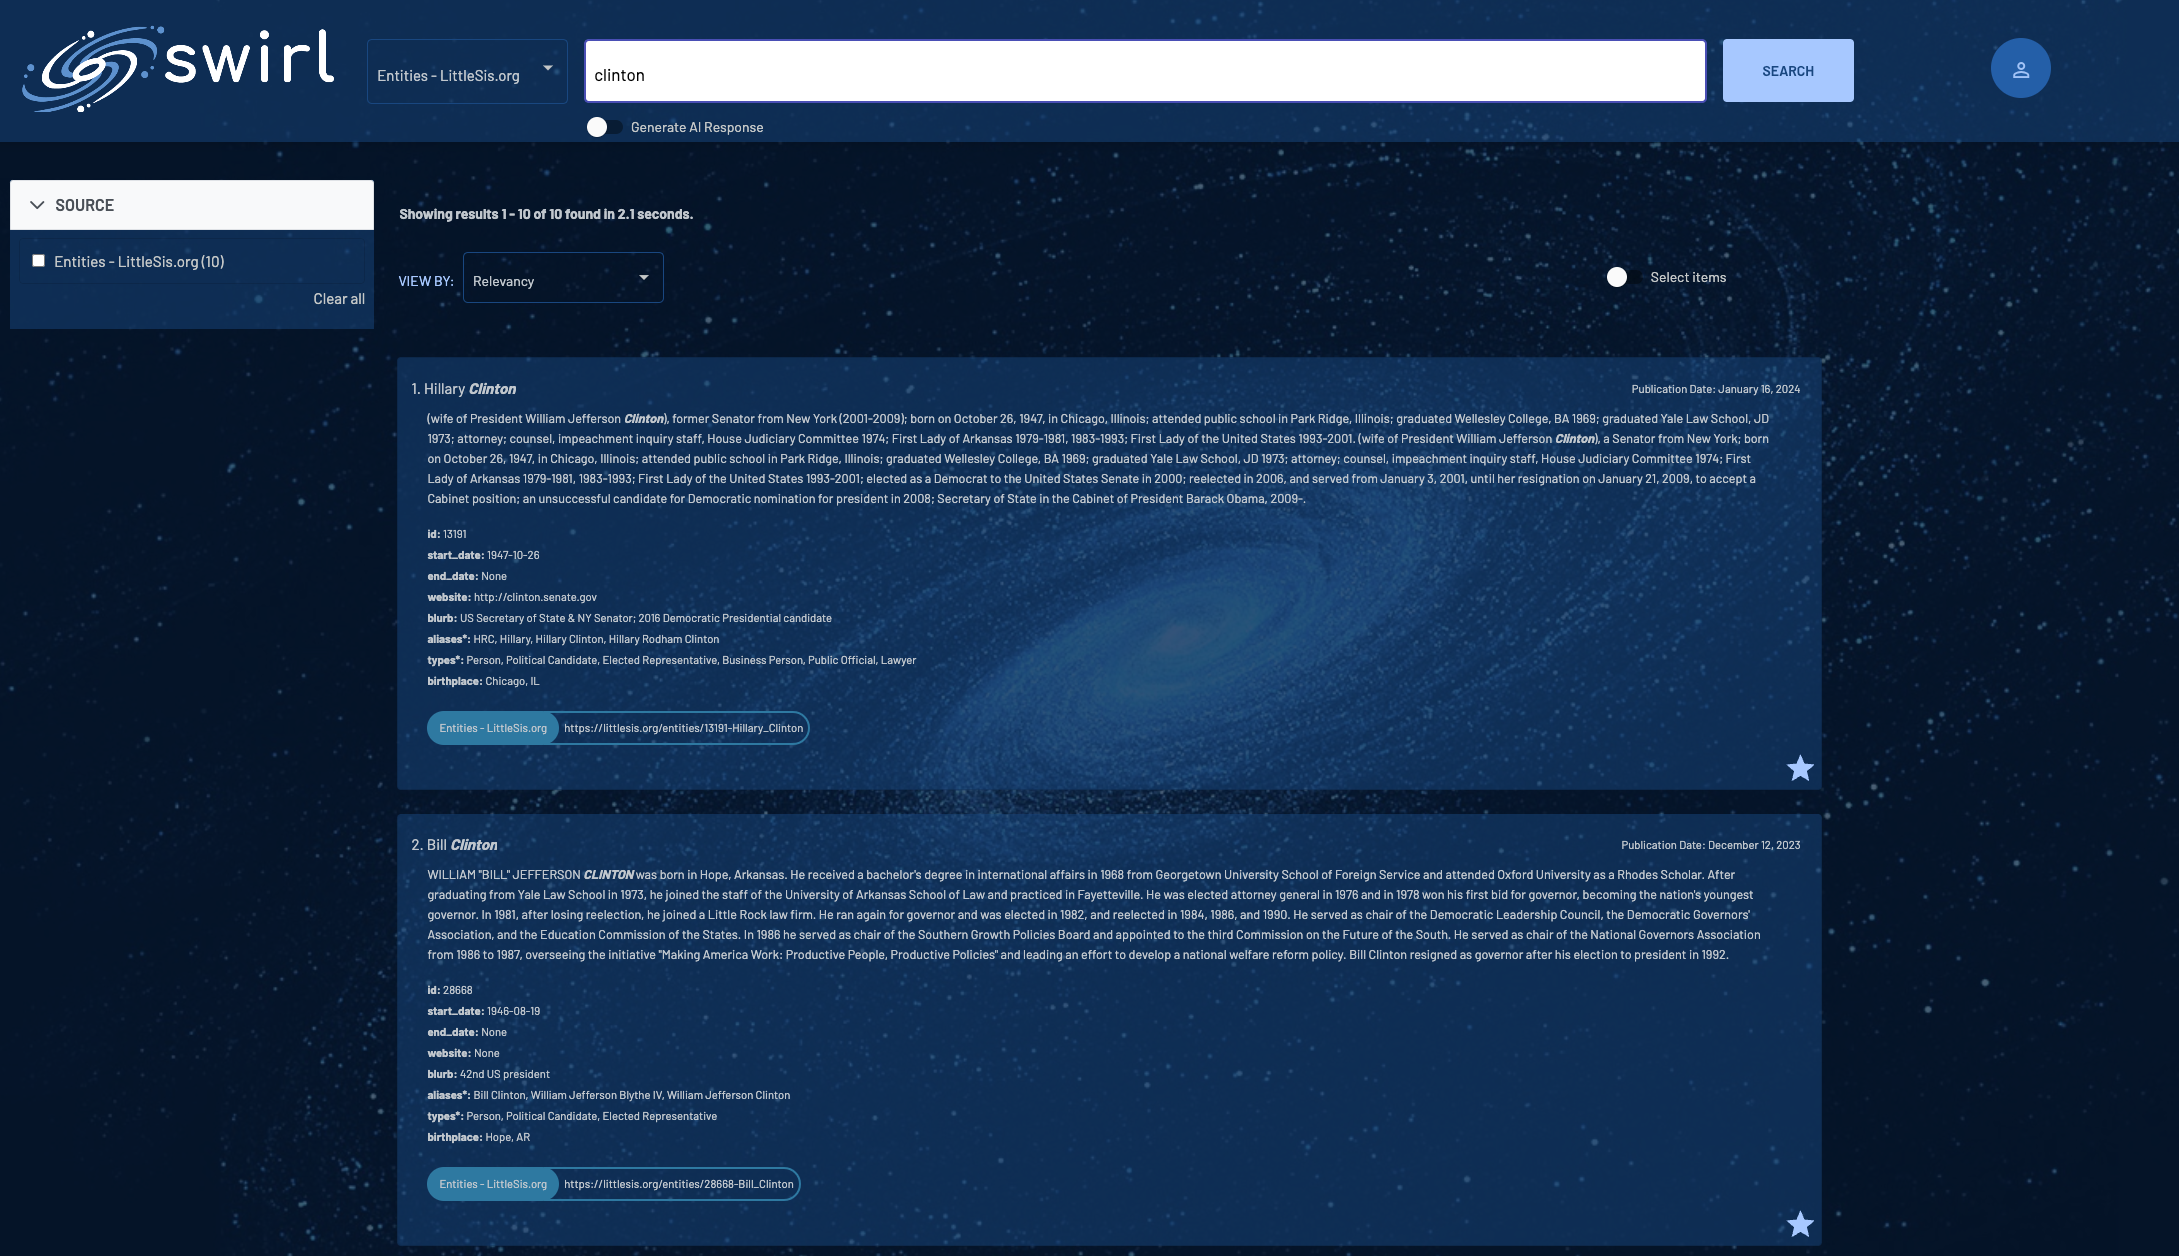 swirl
Entities - LittleSis.org
clinton
SEARCH
Generate AI Response
SOURCE
Entities - LittleSis.org (10)
Clear all
Showing results 1 - 10 of 10 found in 2.1 seconds.
VIEW BY:
Relevancy
Select items
1. Hillary Clinton
Publication Date: January 16, 2024
(wife of President William Jefferson Clinton), former Senator from New York (2001-2009); born on October 26, 1947, in Chicago, Illinois; attended public school in Park Ridge, Illinois; graduated Wellesley College, BA 1969; graduated Yale Law School, JD
1973; attorney; counsel, impeachment inquiry staff, House Judiciary Committee 1974; First Lady of Arkansas 1979-1981, 1983-1993; First Lady of the United States 1993-2001. (wife of President William Jefferson Clinton), a Senator from New York; born
on October 26, 1947, in Chicago, Illinois; attended public school in Park Ridge, Illinois; graduated Wellesley College, BA 1969; graduated Yale Law School, JD 1973; attorney; counsel, impeachment inquiry staff, House Judiciary Committee 1974; First
Lady of Arkansas 1979-1981, 1983-1993; First Lady of the United States 1993-2001; elected as a Democrat to the United States Senate in 2000; reelected in 2006, and served from January 3, 2001, until her resignation on January 21, 2009, to accept a
Cabinet position; an unsuccessful candidate for Democratic nomination for president in 2008; Secretary of State in the Cabinet of President Barack Obama, 2009-.
id: 13191
start_date: 1947-10-26
end_date: None
website: http://clinton.senate.gov
blurb: US Secretary of State & NY Senator; 2016 Democratic Presidential candidate
aliases*: HRC, Hillary, Hillary Clinton, Hillary Rodham Clinton
types*: Person, Political Candidate, Elected Representative, Business Person, Public Official, Lawyer
birthplace: Chicago, IL
Entities - LittleSis.org https://littlesis.org/entities/13191-Hillary_Clinton
2. Bill Clinton
Publication Date: December 12, 2023
WILLIAM "BILL" JEFFERSON CLINTON was born in Hope, Arkansas. He received a bachelor's degree in international affairs in 1968 from Georgetown University School of Foreign Service and attended Oxford University as a Rhodes Scholar. After
graduating from Yale Law School in 1973, he joined the staff of the University of Arkansas School of Law and practiced in Fayetteville. He was elected attorney general in 1976 and in 1978 won his first bid for governor, becoming the nation's youngest
governor. In 1981, after losing reelection, he joined a Little Rock law firm. He ran again for governor and was elected in 1982, and reelected in 1984, 1986, and 1990. He served as chair of the Democratic Leadership Council, the Democratic Governors'
Association, and the Education Commission of the States. In 1986 he served as chair of the Southern Growth Policies Board and appointed to the third Commission on the Future of the South. He served as chair of the National Governors Association
from 1986 to 1987, overseeing the initiative "Making America Work: Productive People, Productive Policies" and leading an effort to develop a national welfare reform policy. Bill Clinton resigned as governor after his election to president in 1992.
id: 28668
start_date: 1946-08-19
end_date: None
website: None
blurb: 42nd US president
aliases*: Bill Clinton, William Jefferson Blythe IV, William Jefferson Clinton
types*: Person, Political Candidate, Elected Representative
birthplace: Hope, AR
Entities - LittleSis.org https://littlesis.org/entities/28668-Bill_Clinton